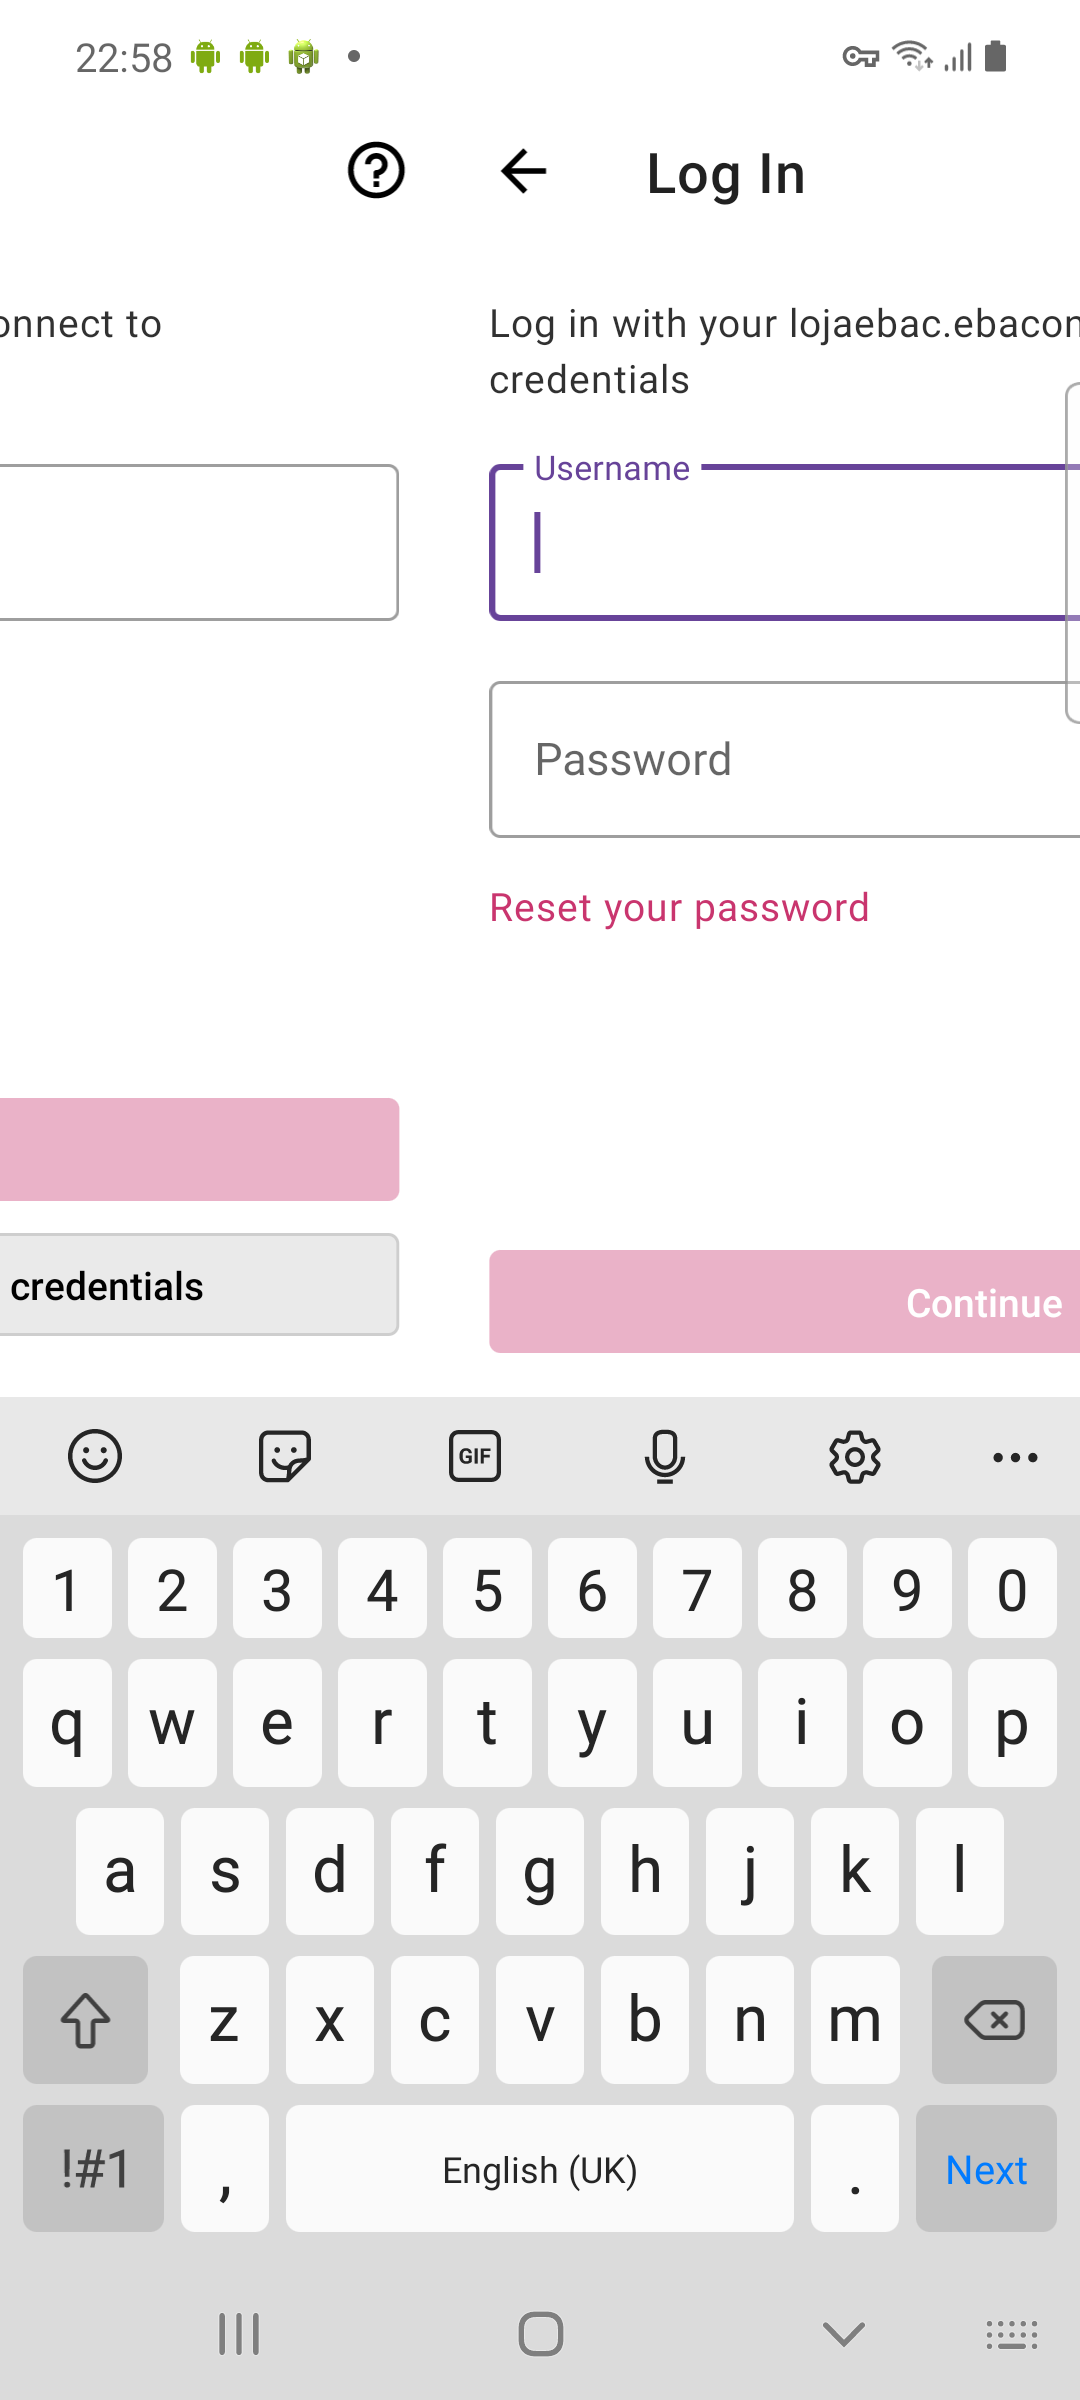 22:58
Log In
onnect to
Log in with your lojaebac.ebacon
credentials
Username
Password
Reset your password
credentials
Continue
GIF
1 2 3 4 5 6 7 8 9 0
q w e r t y u i o p
a s d f g h j k l
z x c v b n m
!#1 , English (UK) . Next